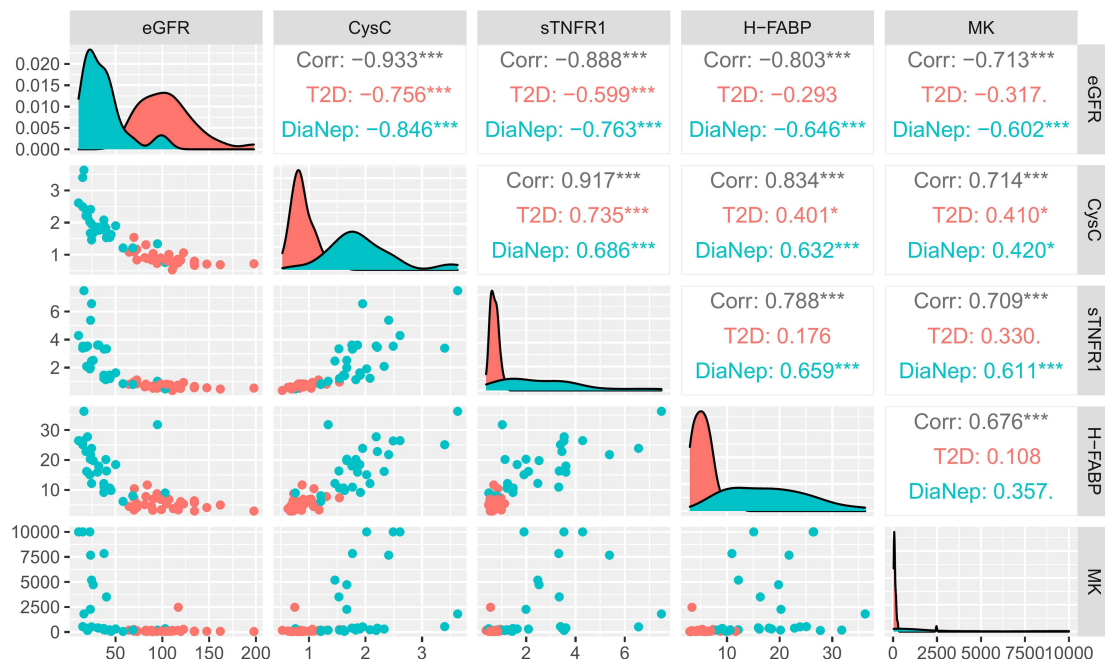 eGFR CysC sTNFR1 H−FABP MK
Corr: −0.933*** Corr: −0.888*** Corr: −0.803*** Corr: −0.713***
T2D: −0.756*** T2D: −0.599*** T2D: −0.293 T2D: −0.317.
DiaNep: −0.846*** DiaNep: −0.763*** DiaNep: −0.646*** DiaNep: −0.602***
eGFR
0.020
0.015
0.010
0.005
0.000
Corr: 0.917*** Corr: 0.834*** Corr: 0.714***
T2D: 0.735*** T2D: 0.401* T2D: 0.410*
DiaNep: 0.686*** DiaNep: 0.632*** DiaNep: 0.420*
CysC
3
2
1
Corr: 0.788*** Corr: 0.709***
T2D: 0.176 T2D: 0.330.
DiaNep: 0.659*** DiaNep: 0.611***
sTNFR1
6
4
2
Corr: 0.676***
T2D: 0.108
DiaNep: 0.357.
H−FABP
30
20
10
MK
10000
7500
5000
2500
0
50 100 150 200 1 2 3 2 4 6 10 20 30 0 2500 5000 7500 10000